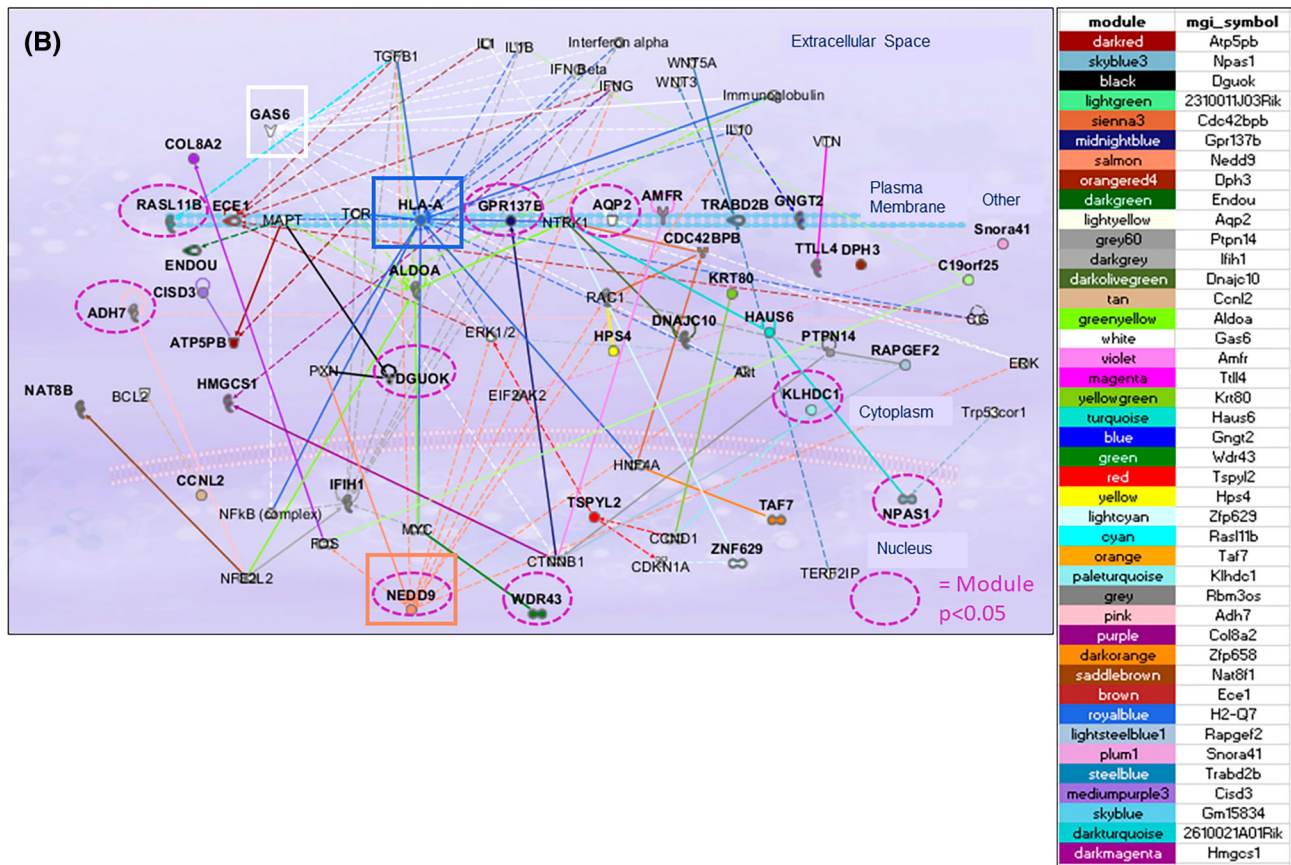 (B)
Extracellular Space
TGFB1
IL1
IL1B
Interferon alpha
IFN Beta
IFNG
WNT5A
WNT3
Immunoglobulin
GAS6
IL10
VTN
COL8A2
Plasma Membrane
Other
RASL11B
ECE1
MAPT
TCR
HLA-A
GPR137B
NTRK1
AQP2
AMFR
TRABD2B
GNGT2
Snora41
ENDOU
CDC42BPB
TTLL4
DPH3
C19orf25
ALDOA
CISD3
KRT80
ADH7
RAC1
CG
ATP5PB
ERK1/2
HPS4
DNAJC10
HAUS6
PTPN14
RAPGEF2
ERK
NAT8B
BCL2
HMGCS1
PXN
DGUOK
EIF2AK2
Akt
KLHDC1
Cytoplasm
Trp53cor1
CCNL2
IFIH1
HNF4A
NFkB (complex)
TSPYL2
TAF7
NPAS1
FOS
MYC
CCND1
ZNF629
Nucleus
NFE2L2
CTNNB1
CDKN1A
TERF2IP
NEDD9
WDR43
= Module
p<0.05
module mgi_symbol
darkred Atp5pb
skyblue3 Npas1
black Dguok
lightgreen 2310011J03Rik
sienna3 Cdc42bpb
midnightblue Gpr137b
salmon Nedd9
orangered4 Dph3
darkgreen Endou
lightyellow Aqp2
grey60 Ptpn14
darkgrey Ifih1
darkolivegreen Dnajc10
tan Ccnl2
greenyellow Aldoa
white Gas6
violet Amfr
magenta Ttll4
yellowgreen Krt80
turquoise Haus6
blue Gngt2
green Wdr43
red Tspyl2
yellow Hps4
lightcyan Zfp629
cyan Rasl11b
orange Taf7
paleturquoise Klhdc1
grey Rbm3os
pink Adh7
purple Col8a2
darkorange Zfp658
saddlebrown Nat8f1
brown Ece1
royalblue H2-Q7
lightsteelblue1 Rapgef2
plum1 Snora41
steelblue Trabd2b
mediumpurple3 Cisd3
skyblue Gm15834
darkturquoise 2610021A01Rik
darkmagenta Hmgcs1